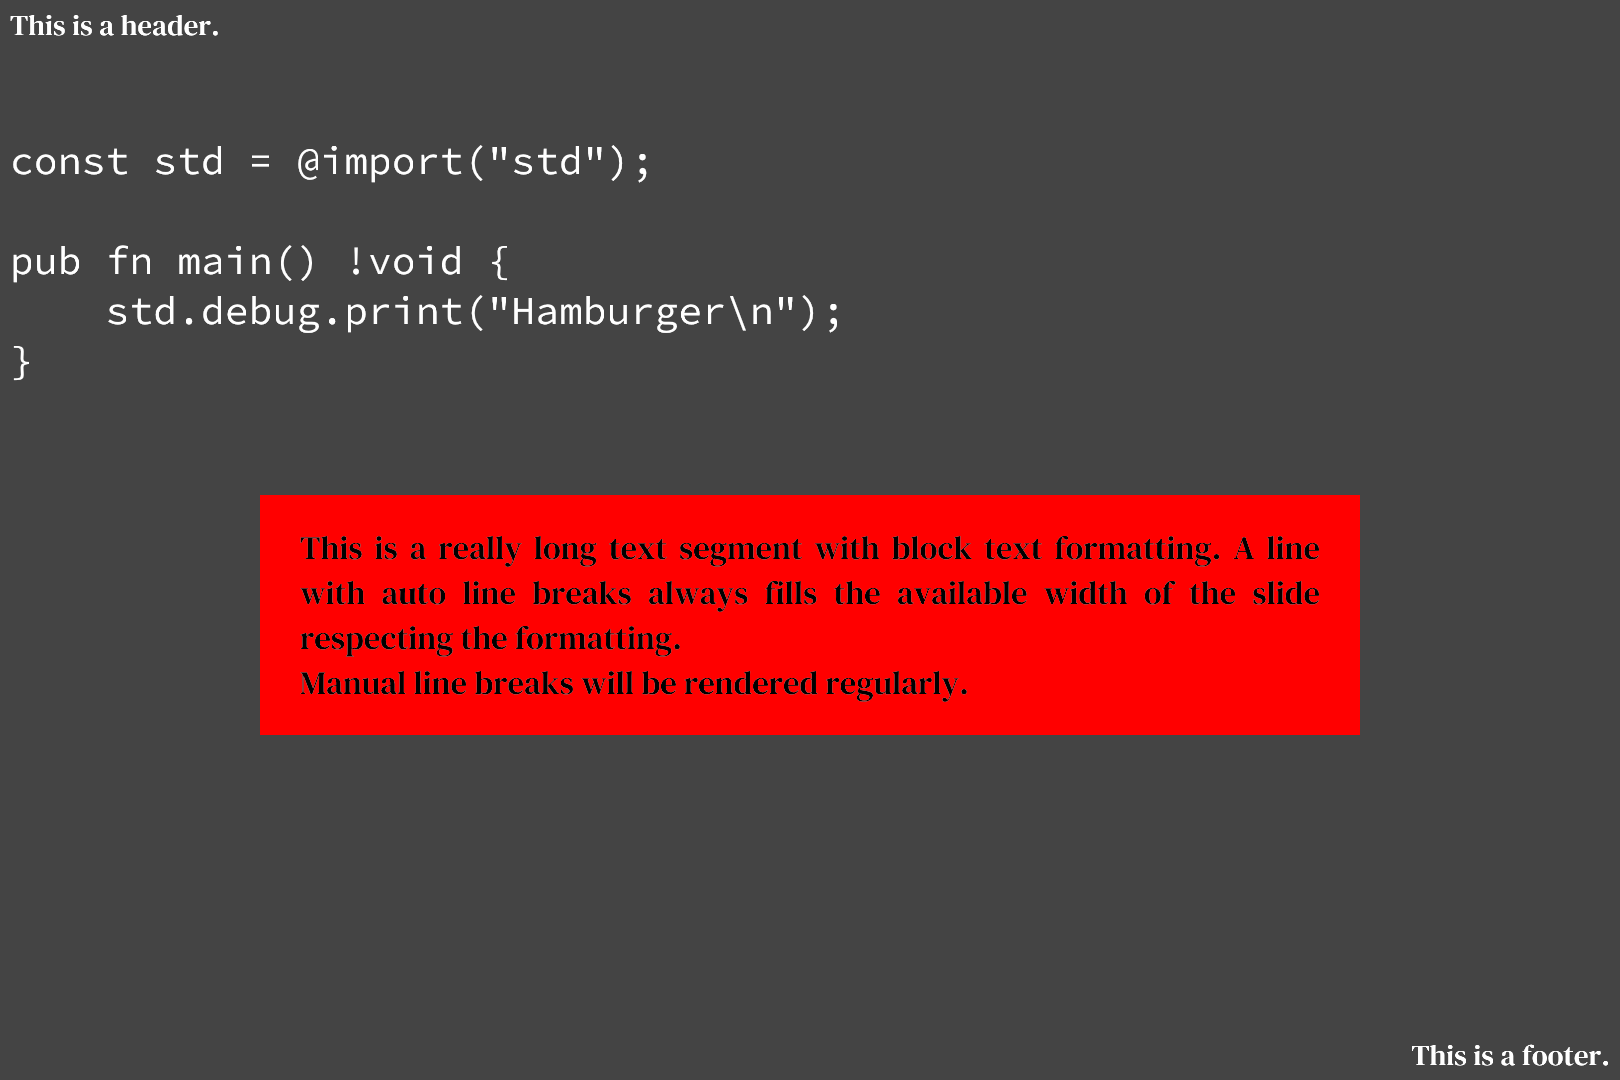 This is a header.
const std = @import("std");
pub fn main() !void {
    std.debug.print("Hamburger\n");
}
This is a really long text segment with block text formatting. A line
with auto line breaks always fills the available width of the slide
respecting the formatting.
Manual line breaks will be rendered regularly.
This is a footer.